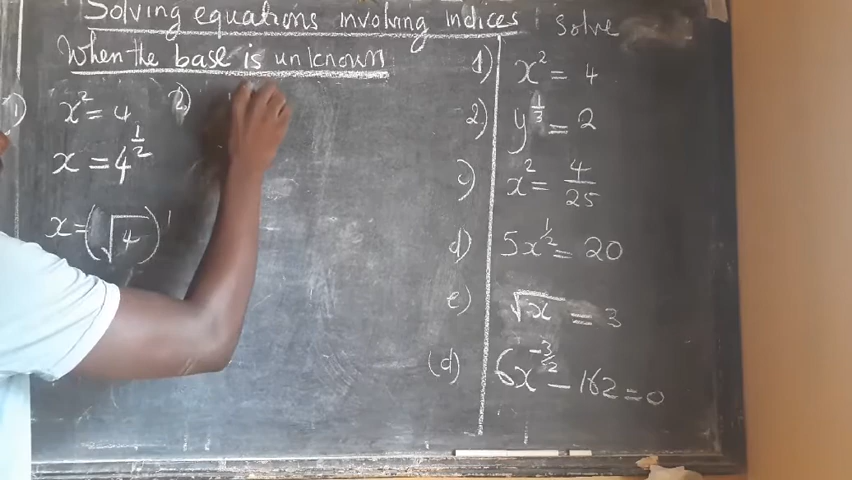 Solving equations involving indices
When the base is unknown
1) x² = 4
x = 4^{1/2}
x = (√4)¹
2)
Solve
1) x² = 4
2) y^{1/3} = 2
c) x² = 4/25
d) 5x^{1/2} = 20
e) √x = 3
(d) 6x^{-3/2} - 162 = 0